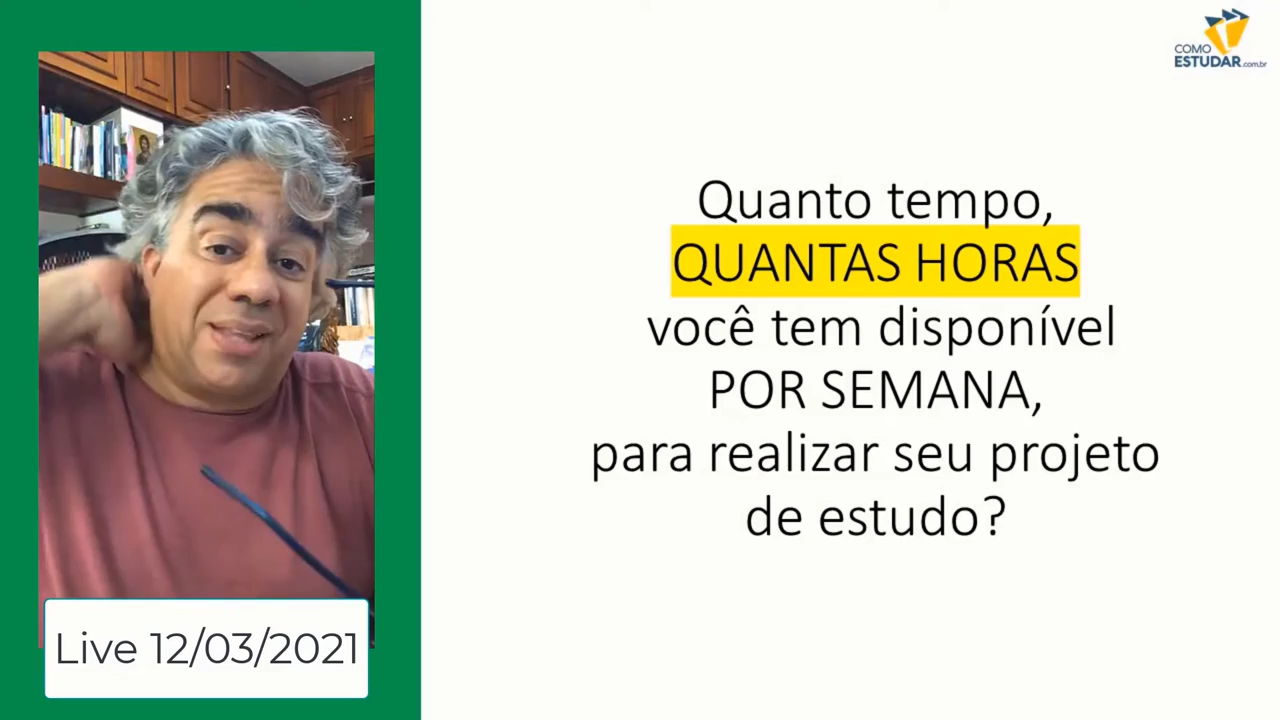 COMO
ESTUDAR.com.br
Quanto tempo,
QUANTAS HORAS
você tem disponível
POR SEMANA,
para realizar seu projeto
de estudo?
Live 12/03/2021